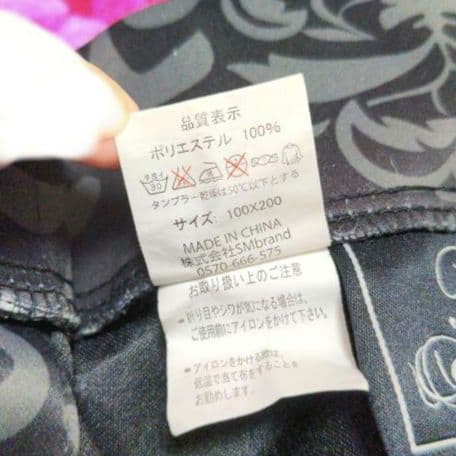 品質表示
ポリエステル 100%
手洗イ
30
タンブラー乾燥は50℃以下とする
サイズ: 100X200
MADE IN CHINA
株式会社SMbrand
0570-666-575
お取り扱い上のご注意
●折り目やシワが気になる場合は、
ご使用前にアイロンをかけて下さい。
●アイロンをかける際は、
低温で当て布をすることを
お勧めします。